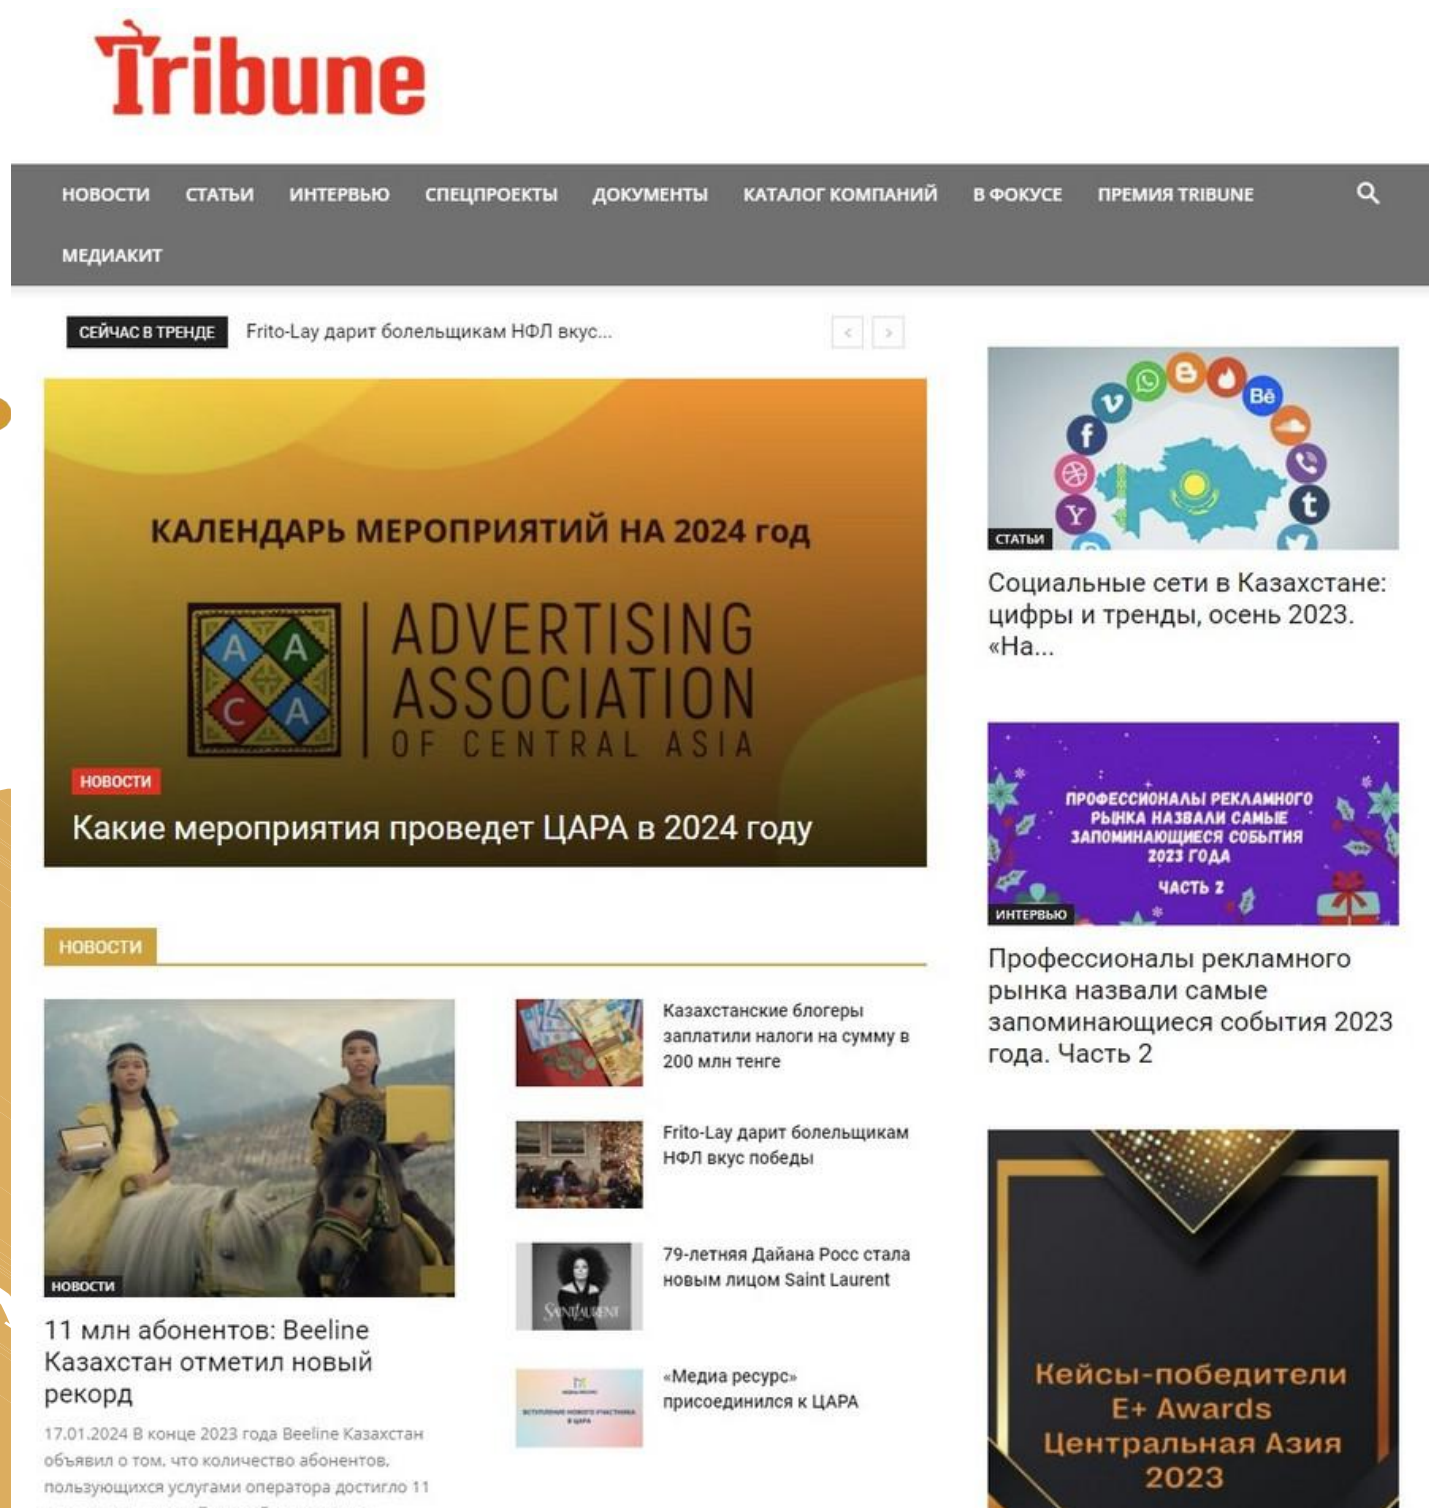 Tribune
НОВОСТИ СТАТЬИ ИНТЕРВЬЮ СПЕЦПРОЕКТЫ ДОКУМЕНТЫ КАТАЛОГ КОМПАНИЙ В ФОКУСЕ ПРЕМИЯ TRIBUNE
МЕДИАКИТ
СЕЙЧАС В ТРЕНДЕ Frito-Lay дарит болельщикам НФЛ вкус...
КАЛЕНДАРЬ МЕРОПРИЯТИЙ НА 2024 год
A A
C A
ADVERTISING
ASSOCIATION
OF CENTRAL ASIA
НОВОСТИ
Какие мероприятия проведет ЦАРА в 2024 году
НОВОСТИ
НОВОСТИ
11 млн абонентов: Beeline
Казахстан отметил новый
рекорд
17.01.2024 В конце 2023 года Beeline Казахстан
объявил о том, что количество абонентов,
пользующихся услугами оператора достигло 11
Казахстанские блогеры
заплатили налоги на сумму в
200 млн тенге
Frito-Lay дарит болельщикам
НФЛ вкус победы
SAINT LAURENT
79-летняя Дайана Росс стала
новым лицом Saint Laurent
МЕДИА РЕСУРС
ВСТУПЛЕНИЕ НОВОГО УЧАСТНИКА
В ЦАРА
«Медиа ресурс»
присоединился к ЦАРА
Bē
СТАТЬИ
Социальные сети в Казахстане:
цифры и тренды, осень 2023.
«На...
ПРОФЕССИОНАЛЫ РЕКЛАМНОГО
РЫНКА НАЗВАЛИ САМЫЕ
ЗАПОМИНАЮЩИЕСЯ СОБЫТИЯ
2023 ГОДА
ЧАСТЬ 2
ИНТЕРВЬЮ
Профессионалы рекламного
рынка назвали самые
запоминающиеся события 2023
года. Часть 2
Кейсы-победители
E+ Awards
Центральная Азия
2023